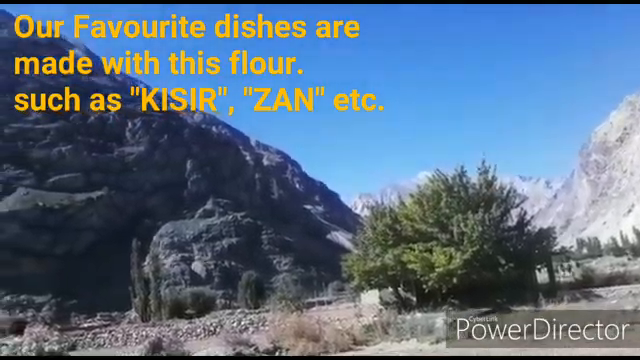 Our Favourite dishes are
made with this flour.
such as "KISIR", "ZAN" etc.
CyberLink
PowerDirector